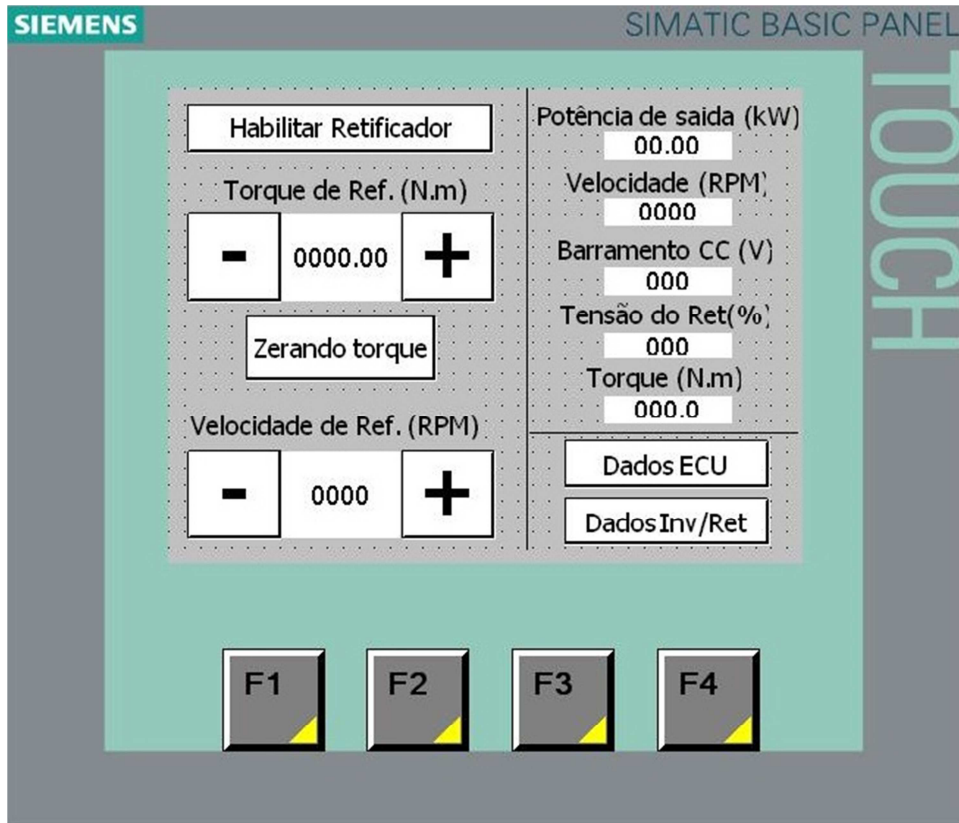 SIEMENS
SIMATIC BASIC PANEL
TOUCH
Habilitar Retificador
Torque de Ref. (N.m)
- 0000.00 +
Zerando torque
Velocidade de Ref. (RPM)
- 0000 +
Potência de saida (kW)
00.00
Velocidade (RPM)
0000
Barramento CC (V)
000
Tensão do Ret(%)
000
Torque (N.m)
000.0
Dados ECU
Dados Inv/Ret
F1 F2 F3 F4